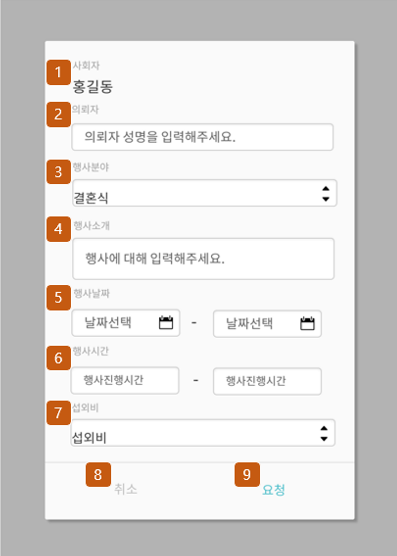 1 사회자
홍길동
2 의뢰자
의뢰자 성명을 입력해주세요.
3 행사분야
결혼식
4 행사소개
행사에 대해 입력해주세요.
5 행사날짜
날짜선택 - 날짜선택
6 행사시간
행사진행시간 - 행사진행시간
7 섭외비
섭외비
8 취소 9 요청